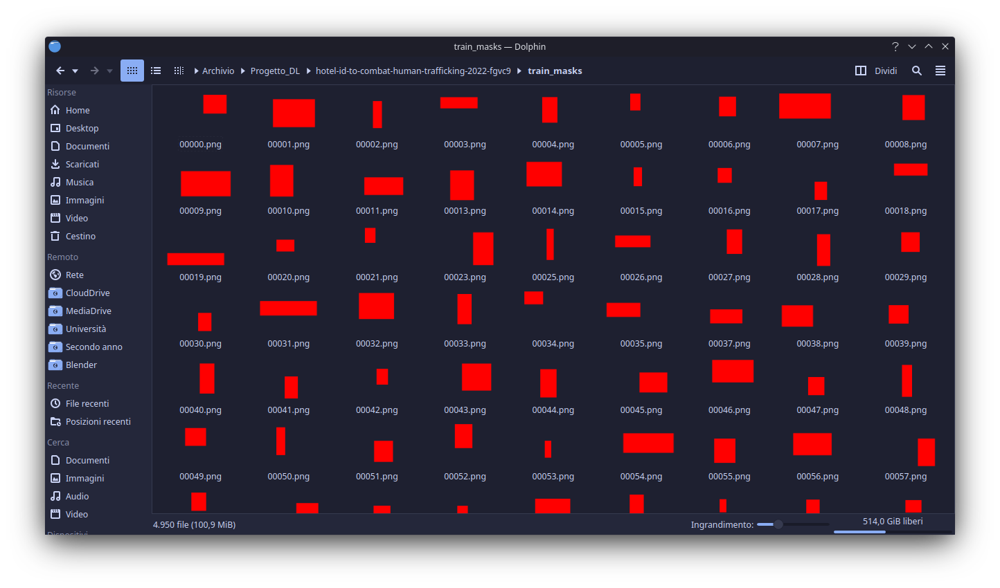 train_masks — Dolphin
Archivio Progetto_DL hotel-id-to-combat-human-trafficking-2022-fgvc9 train_masks Dividi
Risorse
Home
Desktop
Documenti
Scaricati
Musica
Immagini
Video
Cestino
Remoto
Rete
CloudDrive
MediaDrive
Università
Secondo anno
Blender
Recente
File recenti
Posizioni recenti
Cerca
Documenti
Immagini
Audio
Video
Dispositivi
00000.png 00001.png 00002.png 00003.png 00004.png 00005.png 00006.png 00007.png 00008.png
00009.png 00010.png 00011.png 00013.png 00014.png 00015.png 00016.png 00017.png 00018.png
00019.png 00020.png 00021.png 00023.png 00025.png 00026.png 00027.png 00028.png 00029.png
00030.png 00031.png 00032.png 00033.png 00034.png 00035.png 00037.png 00038.png 00039.png
00040.png 00041.png 00042.png 00043.png 00044.png 00045.png 00046.png 00047.png 00048.png
00049.png 00050.png 00051.png 00052.png 00053.png 00054.png 00055.png 00056.png 00057.png
4.950 file (100,9 MiB) Ingrandimento: 514,0 GiB liberi